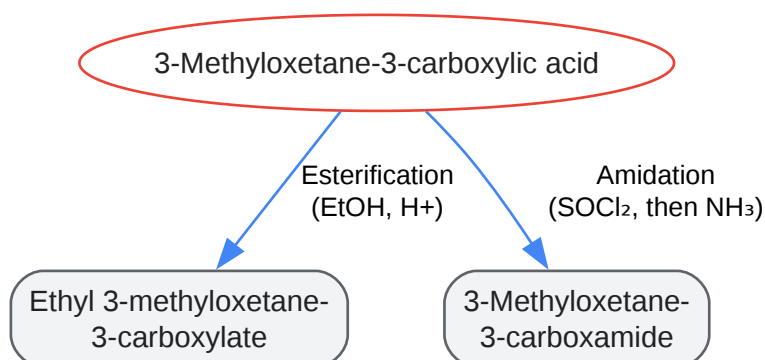 3-Methyloxetane-3-carboxylic acid
Esterification
(EtOH, H+)
Amidation
(SOCl₂, then NH₃)
Ethyl 3-methyloxetane-
3-carboxylate
3-Methyloxetane-
3-carboxamide